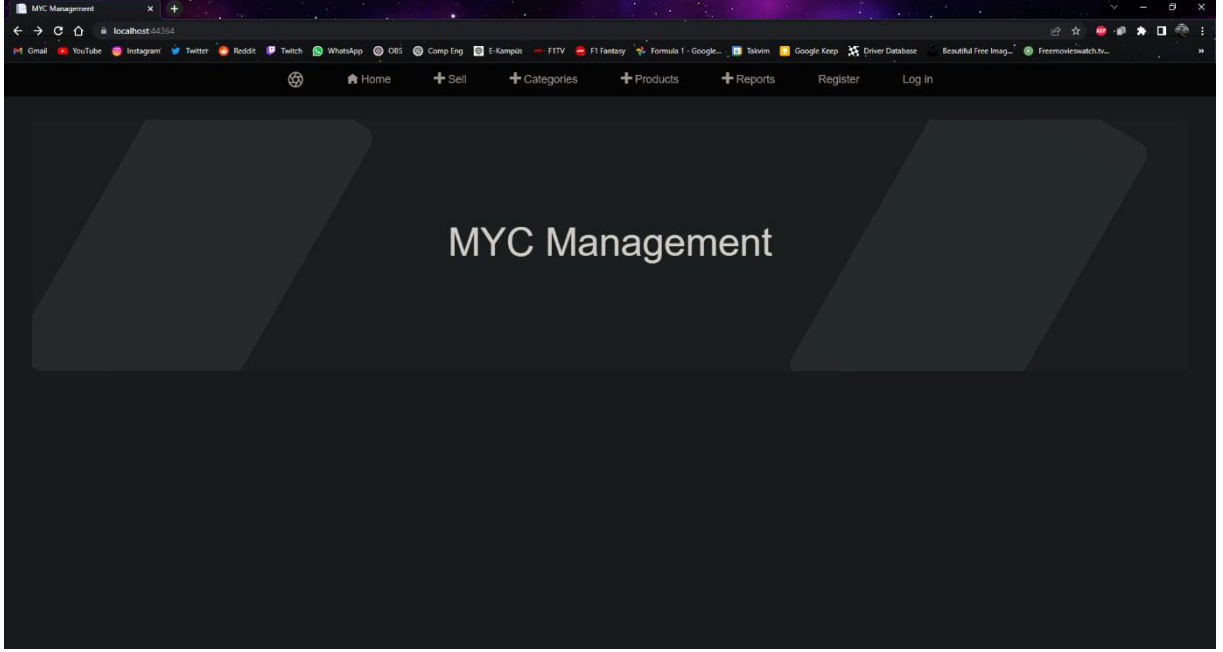 MYC Management
localhost:44364
Gmail YouTube Instagram Twitter Reddit Twitch WhatsApp OBS Comp Eng E-Kampüs F1TV F1 Fantasy Formula 1 - Google... Takvim Google Keep Driver Database Beautiful Free Imag... Freemovieswatch.tv...
Home Sell Categories Products Reports Register Log in
MYC Management